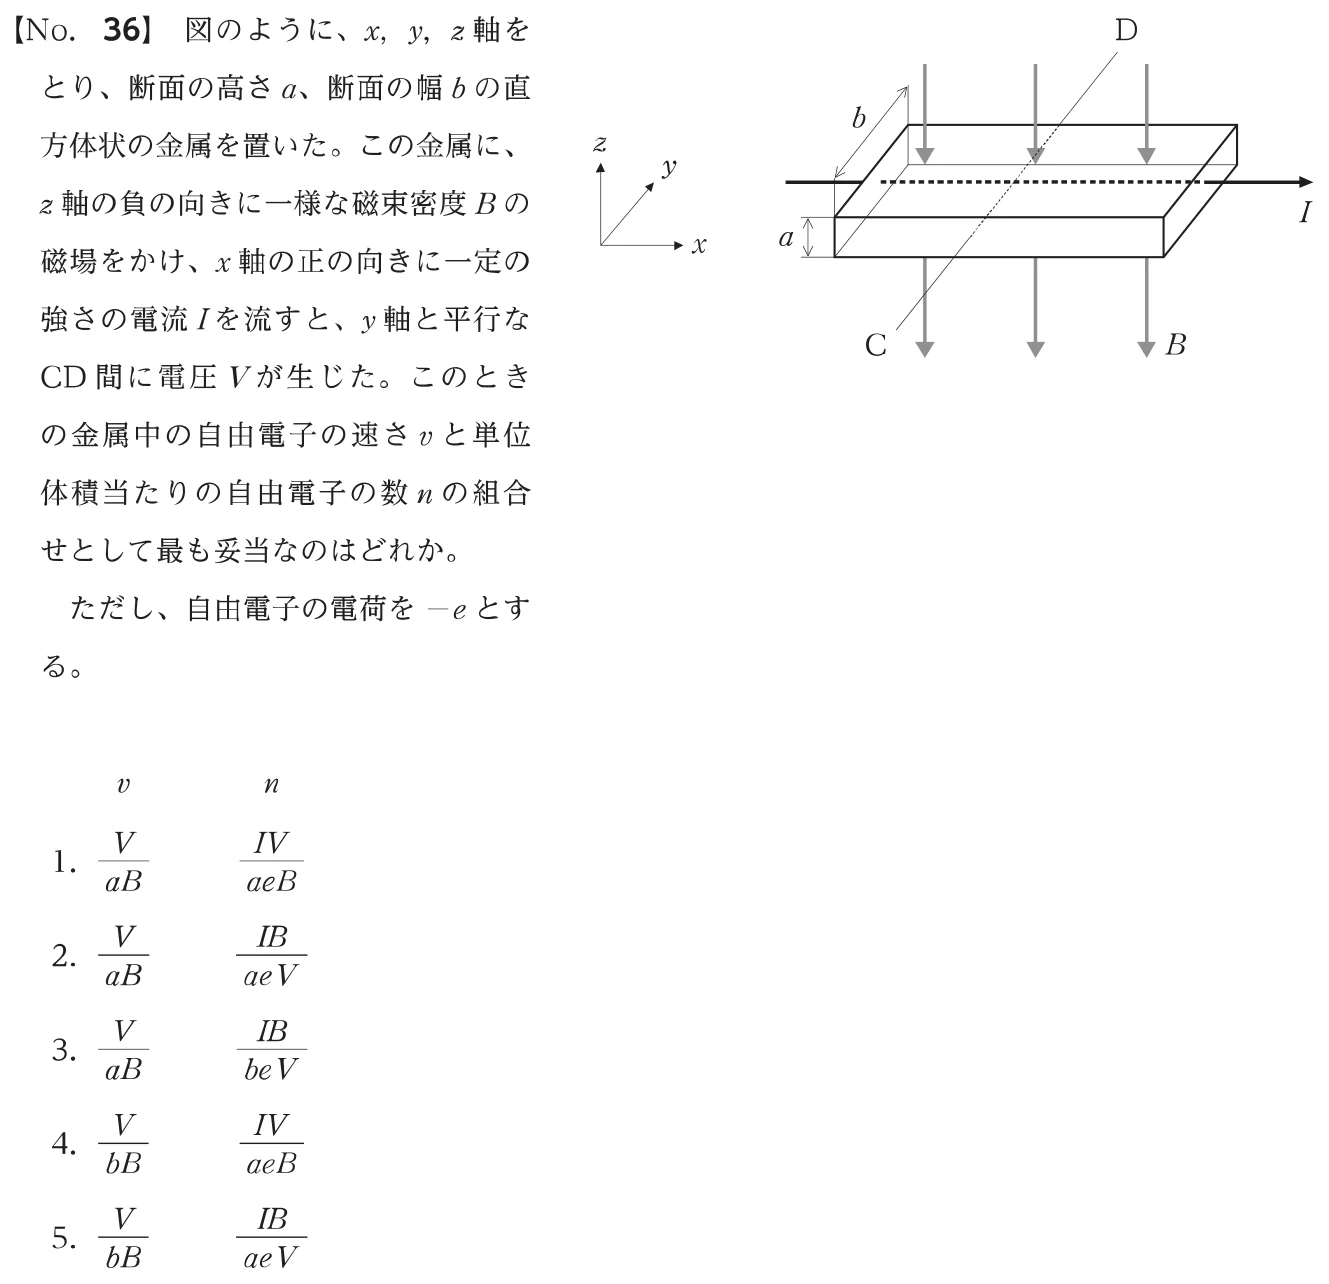 【No. 36】 図のように、x, y, z 軸を
とり、断面の高さ a、断面の幅 b の直
方体状の金属を置いた。この金属に、
z 軸の負の向きに一様な磁束密度 B の
磁場をかけ、x 軸の正の向きに一定の
強さの電流 I を流すと、y 軸と平行な
CD 間に電圧 V が生じた。このとき
の金属中の自由電子の速さ v と単位
体積当たりの自由電子の数 n の組合
せとして最も妥当なのはどれか。
ただし、自由電子の電荷を −e とす
る。
z
y
x
D
b
a
I
C
B
v n
1. V/aB IV/aeB
2. V/aB IB/aeV
3. V/aB IB/beV
4. V/bB IV/aeB
5. V/bB IB/aeV